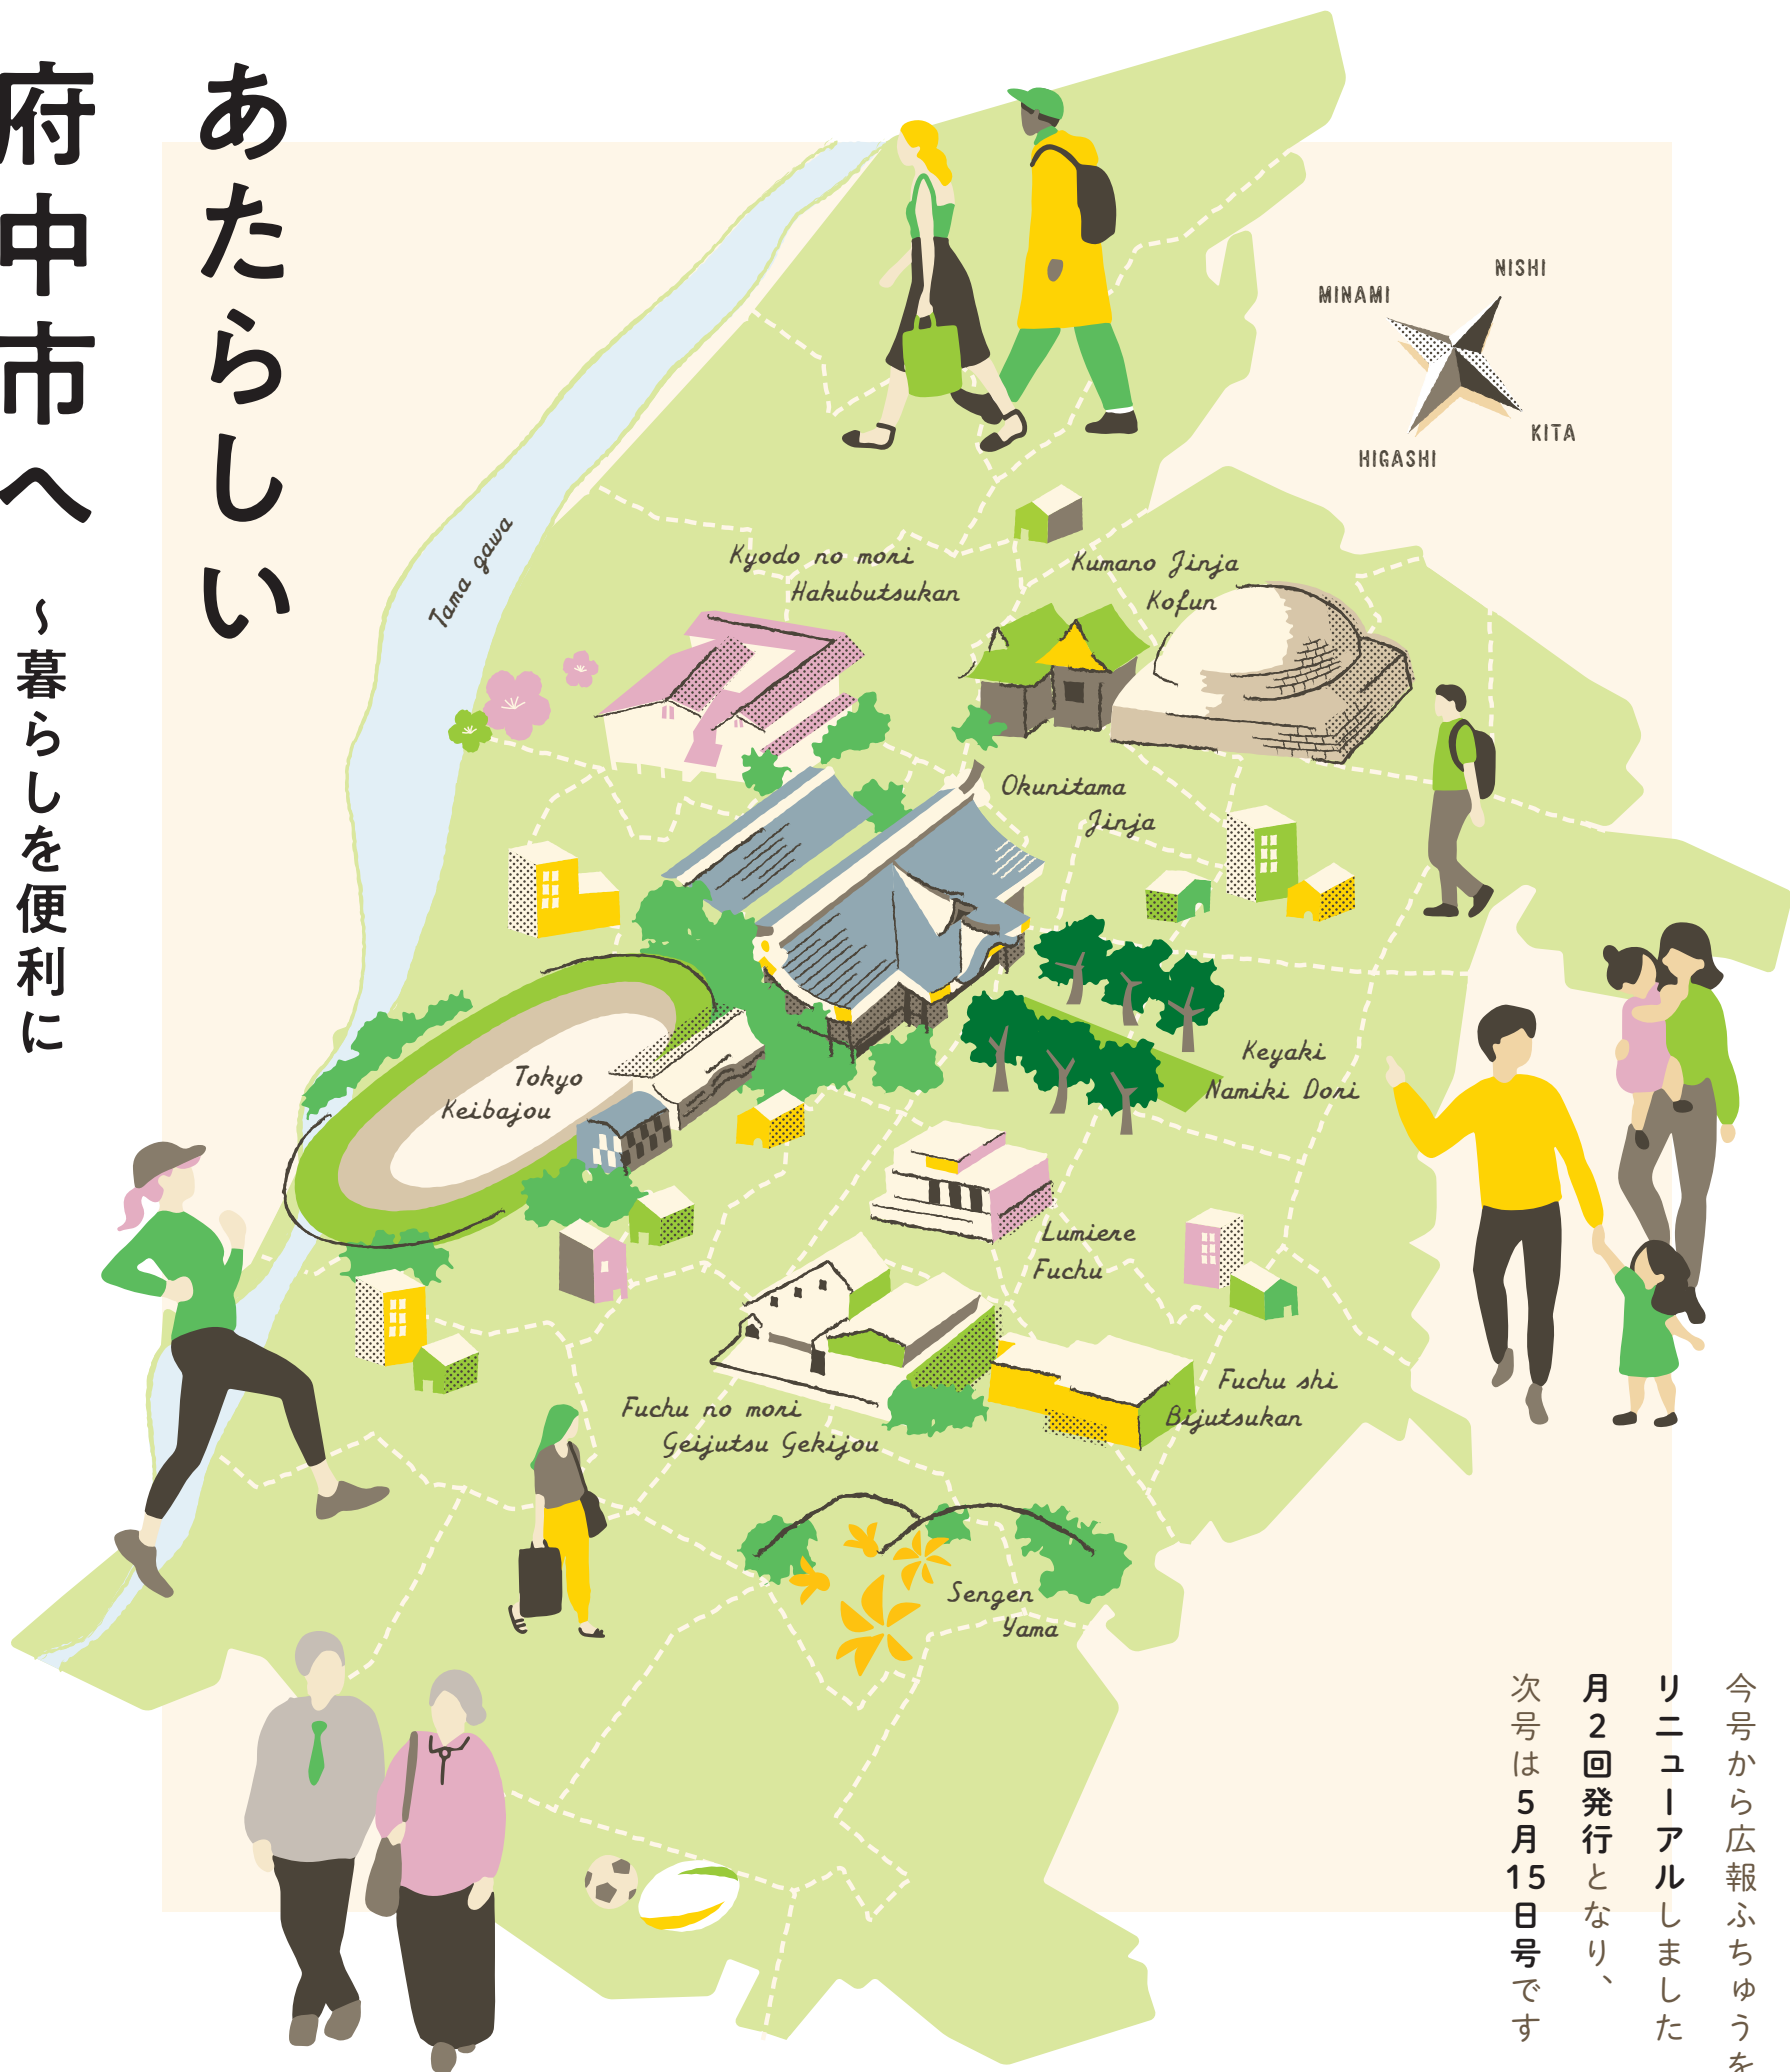 あたらしい
府中市へ
〜暮らしを便利に
NISHI
MINAMI
KITA
HIGASHI
Tama gawa
Kyodo no mori
Hakubutsukan
Kumano Jinja
Kofun
Okunitama
Jinja
Tokyo
Keibajou
Keyaki
Namiki Dori
Lumiere
Fuchu
Fuchu shi
Bijutsukan
Fuchu no mori
Geijutsu Gekijou
Sengen
Yama
今号から広報ふちゅうを
リニューアルしました
月2回発行となり、
次号は5月15日号です